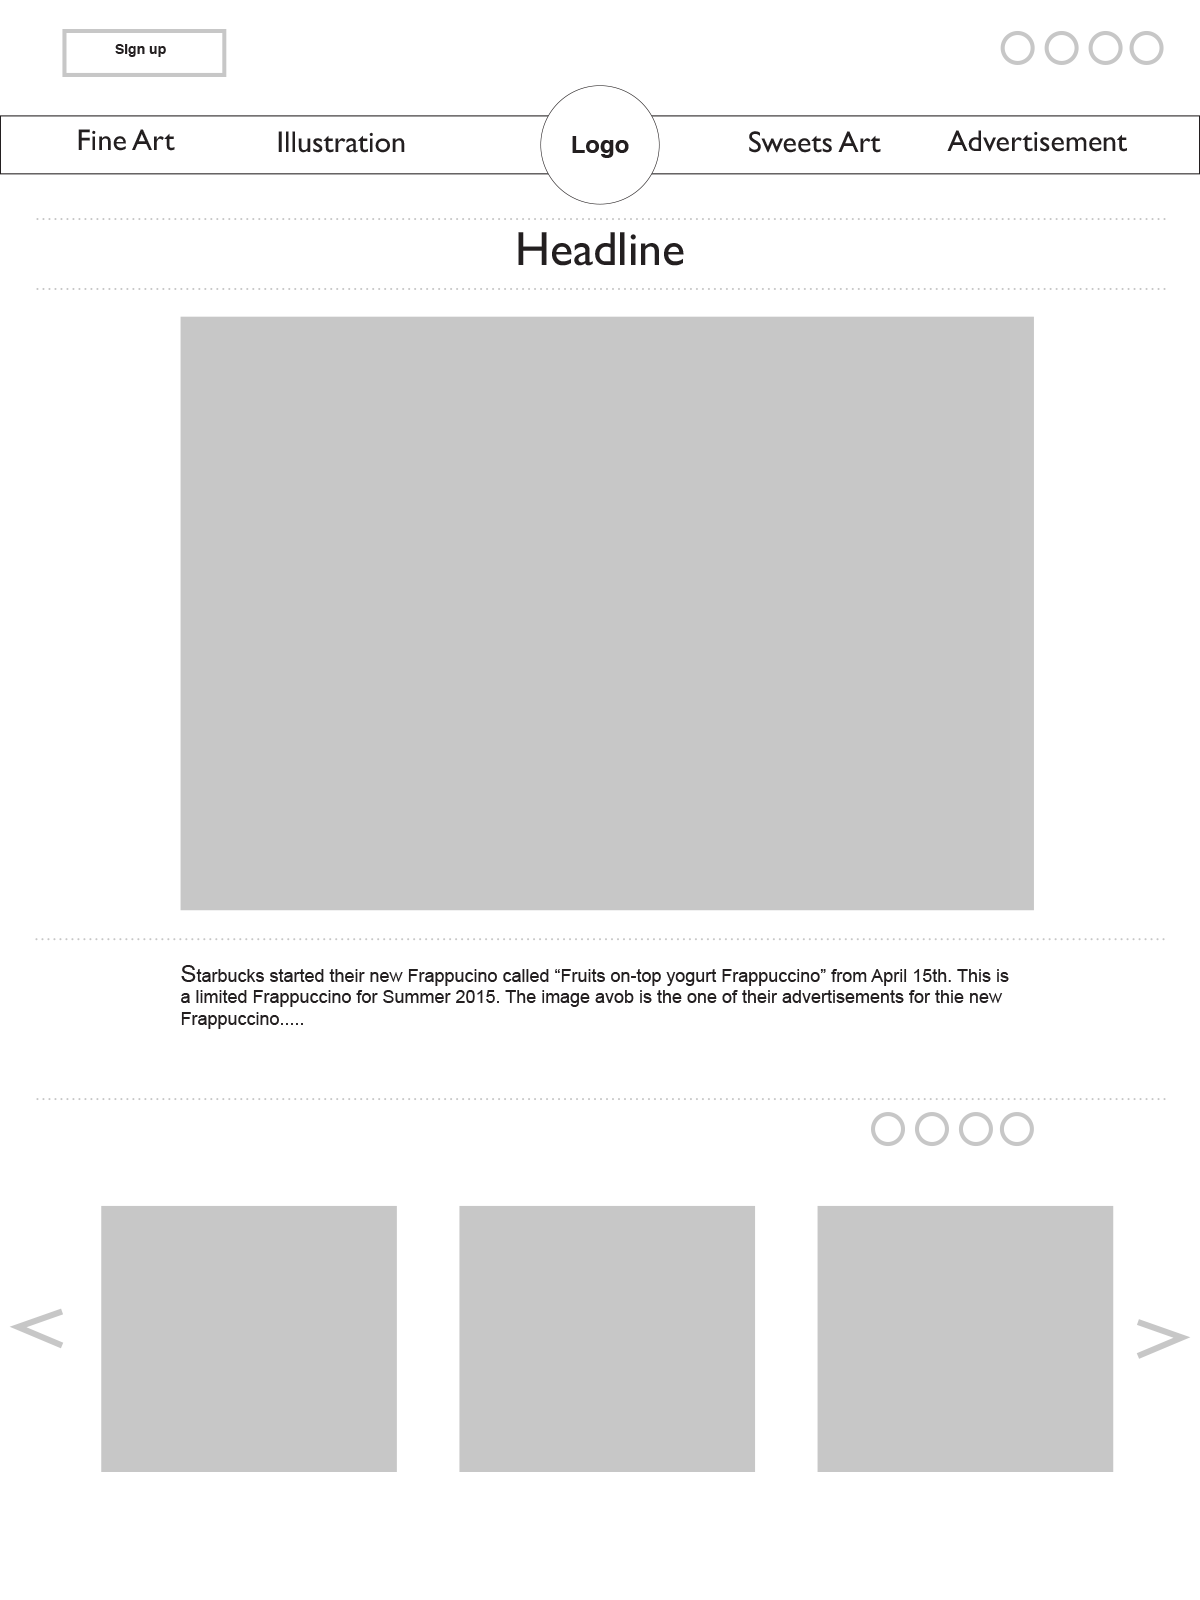 Sign up
Fine Art
Illustration
Logo
Sweets Art
Advertisement
Headline
Starbucks started their new Frappucino called “Fruits on-top yogurt Frappuccino” from April 15th. This is
a limited Frappuccino for Summer 2015. The image avob is the one of their advertisements for thie new
Frappuccino.....